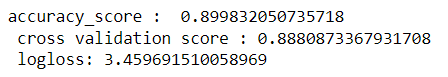 accuracy_score :  0.899832050735718
cross validation score : 0.8880873367931708
logloss: 3.459691510058969